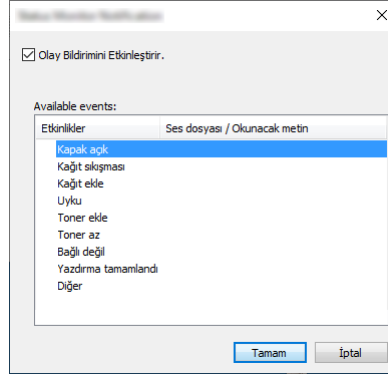 Olay Bildirimini Etkinleştir.
Available events:
Etkinlikler Ses dosyası / Okunacak metin
Kapak açık
Kağıt sıkışması
Kağıt ekle
Uyku
Toner ekle
Toner az
Bağlı değil
Yazdırma tamamlandı
Diğer
Tamam İptal